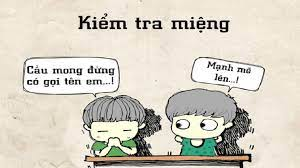 Kiểm tra miệng
Cầu mong đừng
có gọi tên em...!
Mạnh mẽ
lên...!